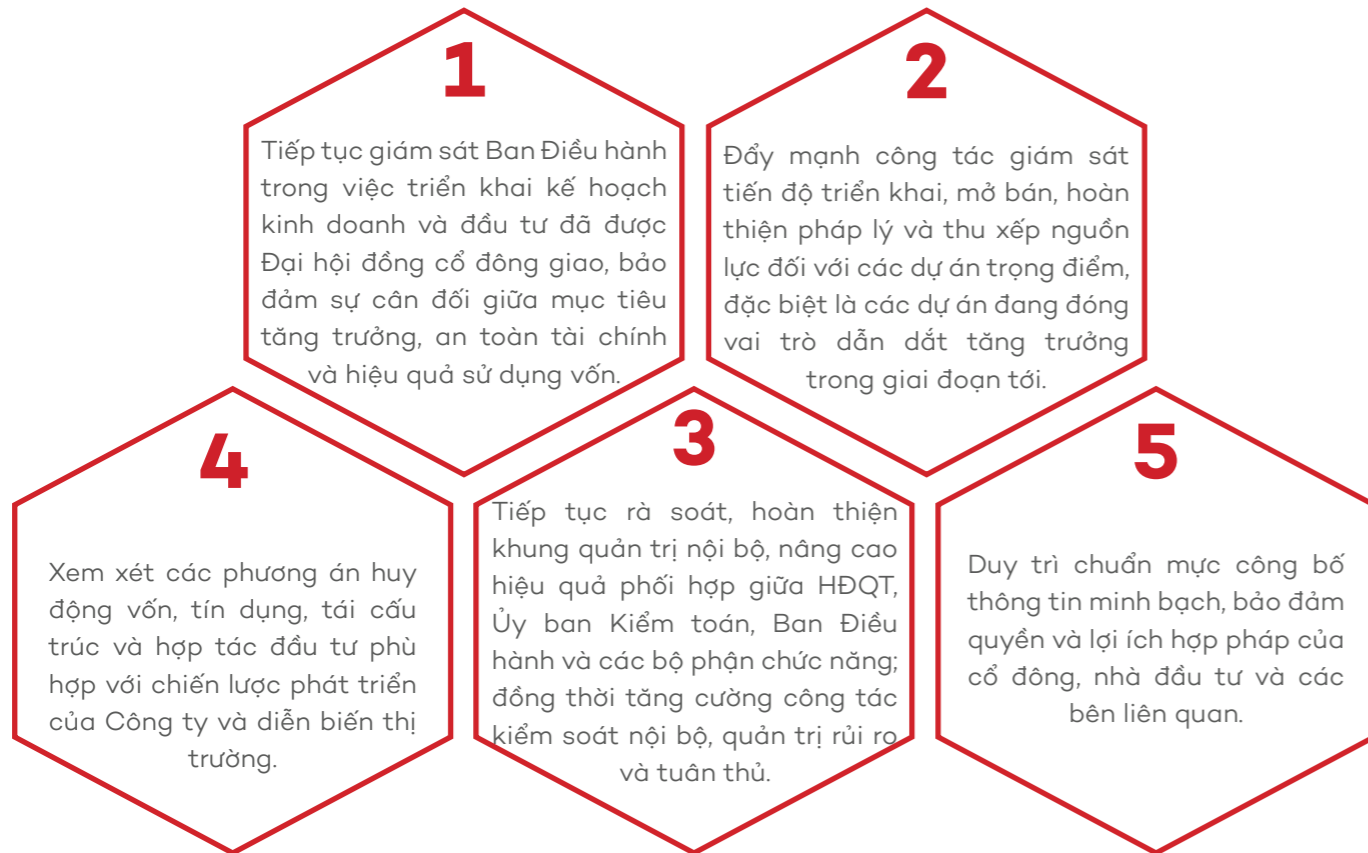 1
Tiếp tục giám sát Ban Điều hành
trong việc triển khai kế hoạch
kinh doanh và đầu tư đã được
Đại hội đồng cổ đông giao, bảo
đảm sự cân đối giữa mục tiêu
tăng trưởng, an toàn tài chính
và hiệu quả sử dụng vốn.
2
Đẩy mạnh công tác giám sát
tiến độ triển khai, mở bán, hoàn
thiện pháp lý và thu xếp nguồn
lực đối với các dự án trọng điểm,
đặc biệt là các dự án đang đóng
vai trò dẫn dắt tăng trưởng
trong giai đoạn tới.
4
Xem xét các phương án huy
động vốn, tín dụng, tái cấu
trúc và hợp tác đầu tư phù
hợp với chiến lược phát triển
của Công ty và diễn biến thị
trường.
3
Tiếp tục rà soát, hoàn thiện
khung quản trị nội bộ, nâng cao
hiệu quả phối hợp giữa HĐQT,
Ủy ban Kiểm toán, Ban Điều
hành và các bộ phận chức năng;
đồng thời tăng cường công tác
kiểm soát nội bộ, quản trị rủi ro
và tuân thủ.
5
Duy trì chuẩn mực công bố
thông tin minh bạch, bảo đảm
quyền và lợi ích hợp pháp của
cổ đông, nhà đầu tư và các
bên liên quan.